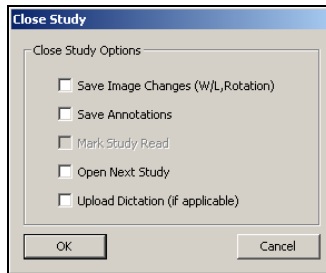 Close Study
Close Study Options
Save Image Changes (W/L,Rotation)
Save Annotations
Mark Study Read
Open Next Study
Upload Dictation (if applicable)
OK Cancel